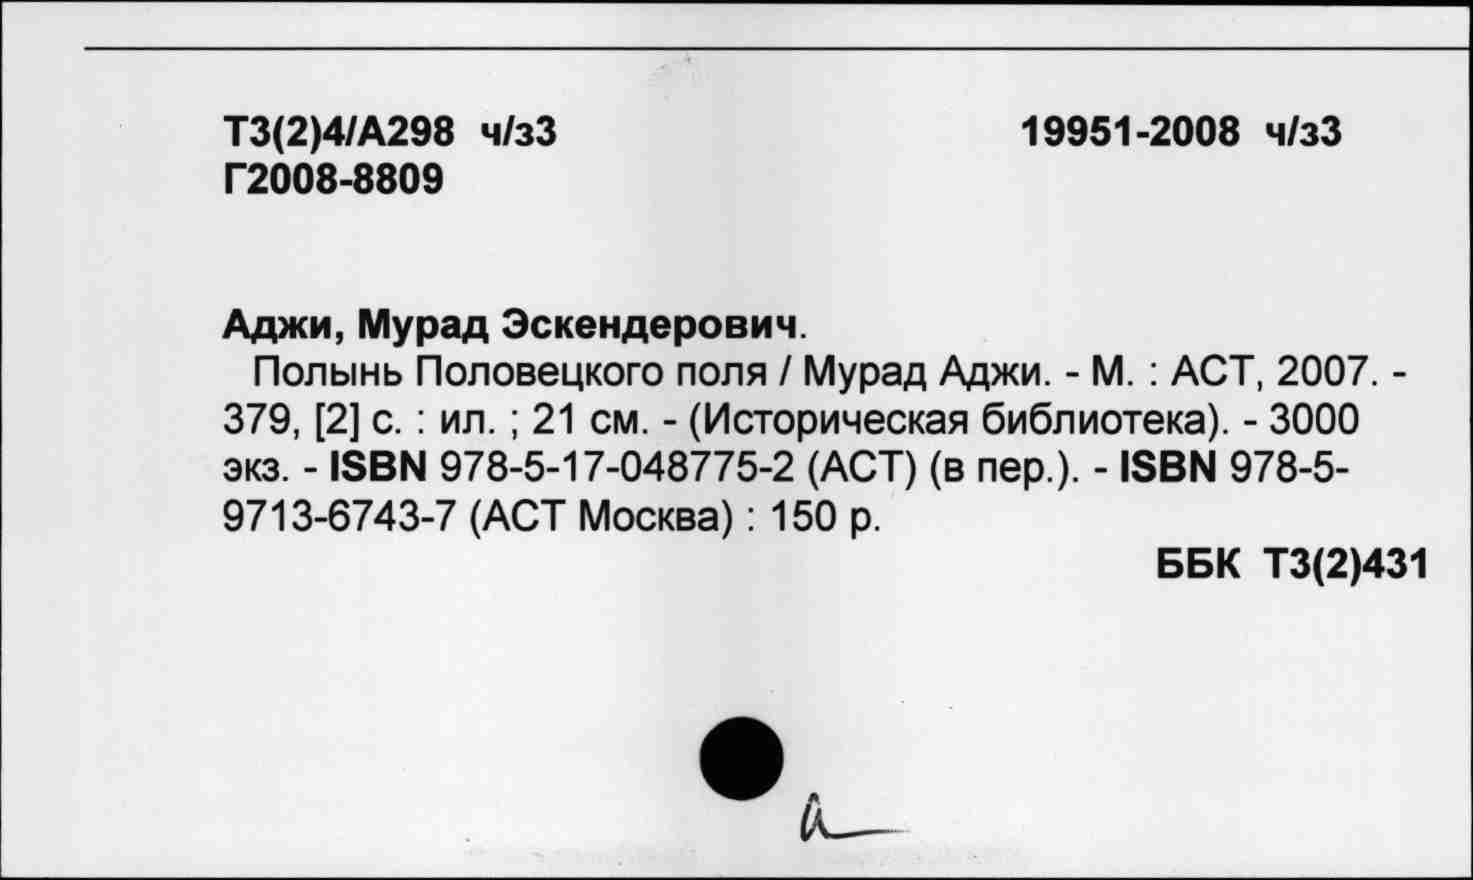 Т3(2)4/А298 ч/з3 19951-2008 ч/з3
Г2008-8809
Аджи, Мурад Эскендерович.
Полынь Половецкого поля / Мурад Аджи. - М. : АСТ, 2007. -
379, [2] с. : ил. ; 21 см. - (Историческая библиотека). - 3000
экз. - ISBN 978-5-17-048775-2 (АСТ) (в пер.). - ISBN 978-5-
9713-6743-7 (АСТ Москва) : 150 р.
ББК Т3(2)431